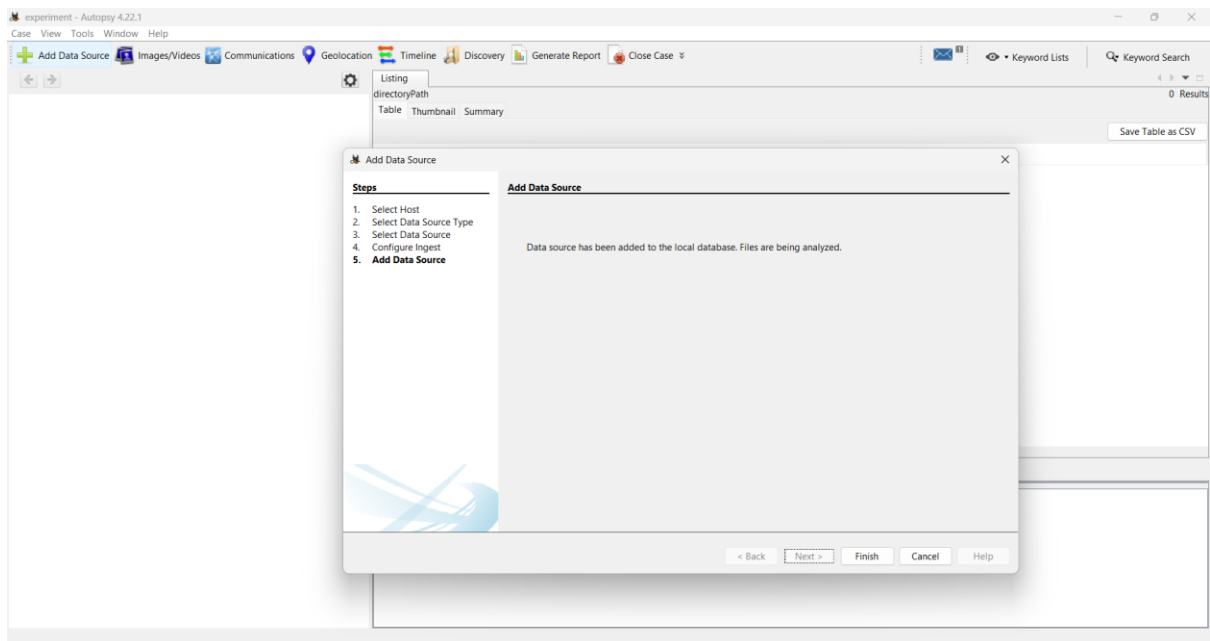 experiment - Autopsy 4.22.1
Case View Tools Window Help
Add Data Source Images/Videos Communications Geolocation Timeline Discovery Generate Report Close Case Keyword Lists Keyword Search
Listing
directoryPath
0 Results
Table Thumbnail Summary
Save Table as CSV
Add Data Source
Steps
1. Select Host
2. Select Data Source Type
3. Select Data Source
4. Configure Ingest
5. Add Data Source
Add Data Source
Data source has been added to the local database. Files are being analyzed.
< Back Next > Finish Cancel Help